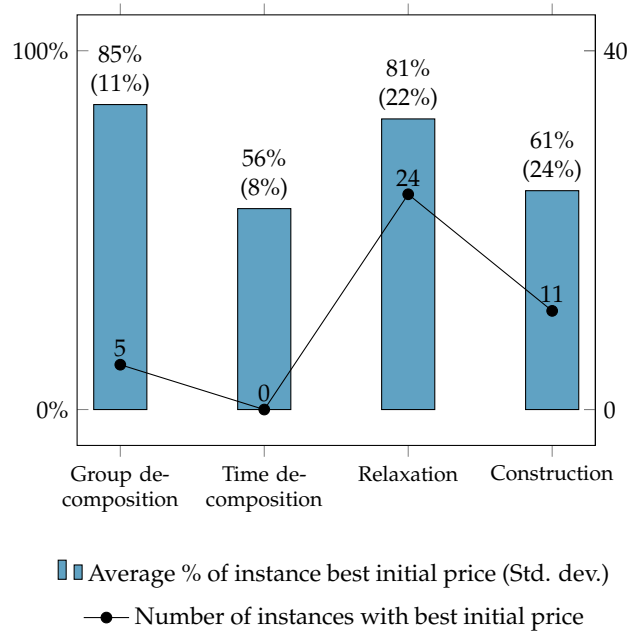 100%
85%
(11%)
56%
(8%)
81%
(22%)
61%
(24%)
40
5
0
24
11
0%
0
Group de-
composition
Time de-
composition
Relaxation
Construction
Average % of instance best initial price (Std. dev.)
Number of instances with best initial price